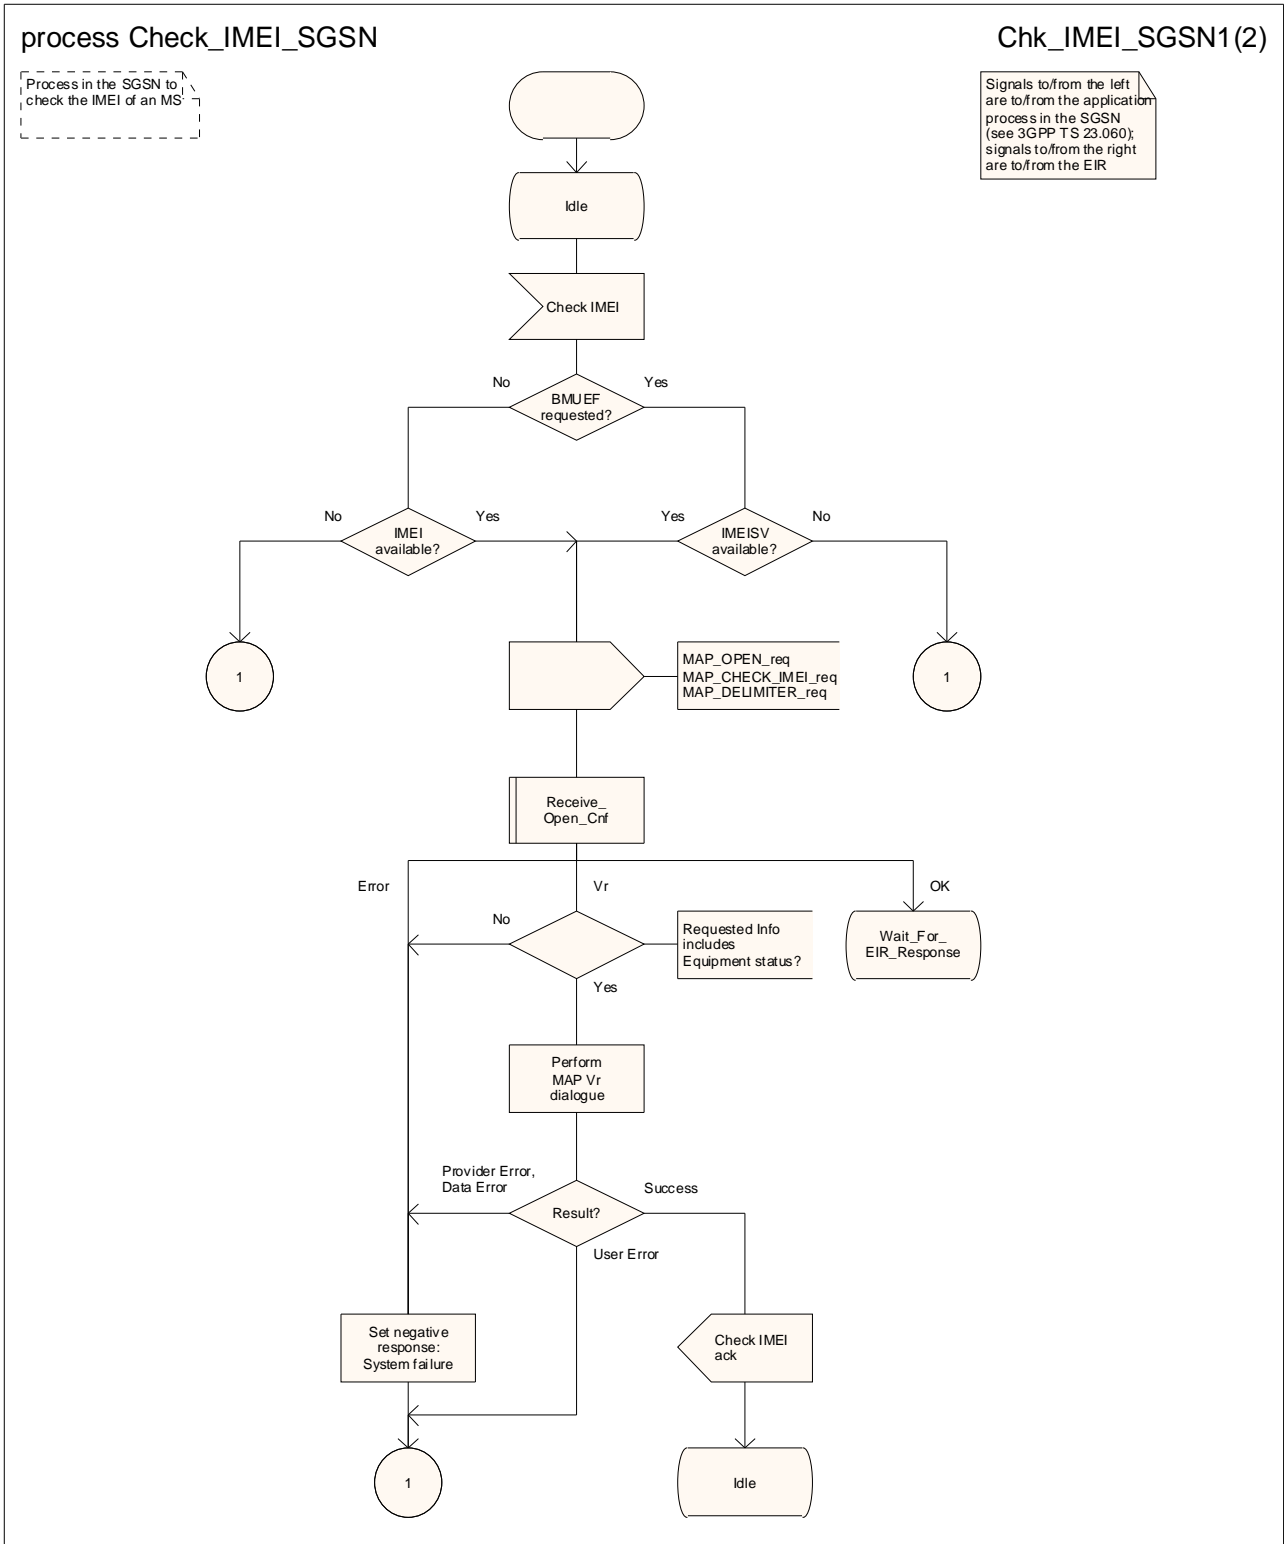 process Check_IMEI_SGSN
Chk_IMEI_SGSN1(2)
Process in the SGSN to
check the IMEI of an MS
Signals to/from the left
are to/from the application
process in the SGSN
(see 3GPP TS 23.060);
signals to/from the right
are to/from the EIR
Idle
Check IMEI
No
Yes
BMUEF
requested?
No
Yes
Yes
No
IMEI
available?
IMEISV
available?
1
MAP_OPEN_req
MAP_CHECK_IMEI_req
MAP_DELIMITER_req
1
Receive_
Open_Cnf
Error
Vr
OK
No
Requested Info
includes
Equipment status?
Wait_For_
EIR_Response
Yes
Perform
MAP Vr
dialogue
Provider Error,
Data Error
Success
Result?
User Error
Set negative
response:
System failure
Check IMEI
ack
1
Idle